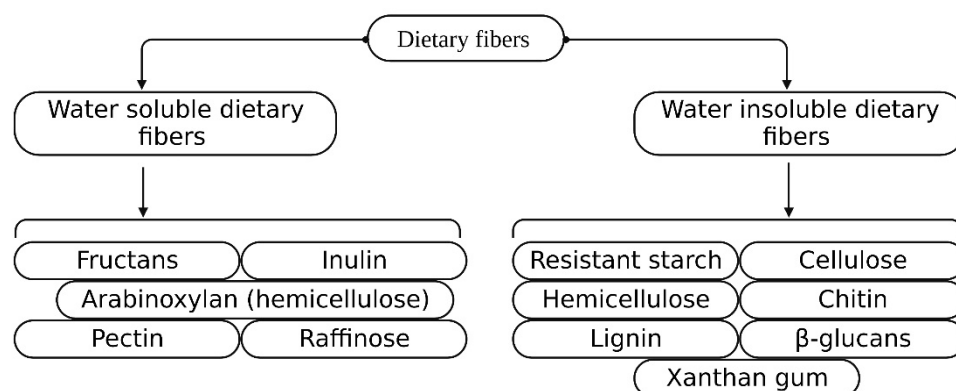 Dietary fibers
Water soluble dietary
fibers
Water insoluble dietary
fibers
Fructans
Inulin
Arabinoxylan (hemicellulose)
Pectin
Raffinose
Resistant starch
Cellulose
Hemicellulose
Chitin
Lignin
β-glucans
Xanthan gum